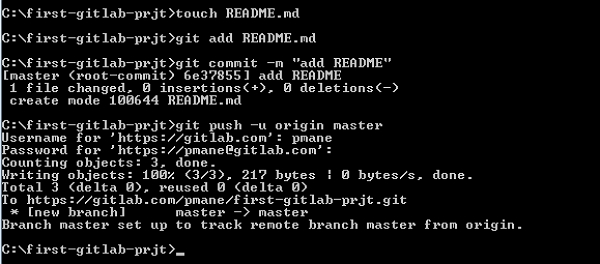 C:\first-gitlab-prjt>touch README.md
C:\first-gitlab-prjt>git add README.md
C:\first-gitlab-prjt>git commit -m "add README"
[master (root-commit) 6e37855] add README
 1 file changed, 0 insertions(+), 0 deletions(-)
 create mode 100644 README.md
C:\first-gitlab-prjt>git push -u origin master
Username for 'https://gitlab.com': pmane
Password for 'https://pmane@gitlab.com':
Counting objects: 3, done.
Writing objects: 100% (3/3), 217 bytes | 0 bytes/s, done.
Total 3 (delta 0), reused 0 (delta 0)
To https://gitlab.com/pmane/first-gitlab-prjt.git
 * [new branch]      master -> master
Branch master set up to track remote branch master from origin.
C:\first-gitlab-prjt>_